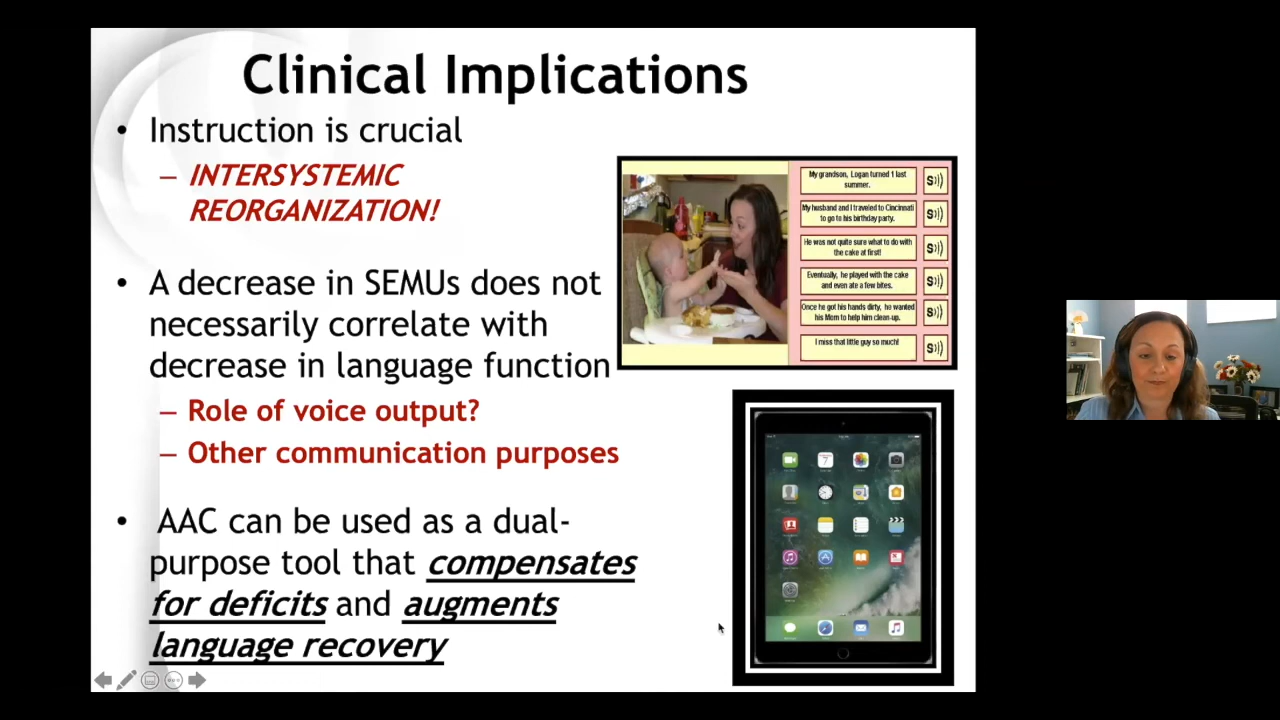 Clinical Implications
• Instruction is crucial
– INTERSYSTEMIC
REORGANIZATION!
• A decrease in SEMUs does not
necessarily correlate with
decrease in language function
– Role of voice output?
– Other communication purposes
• AAC can be used as a dual-
purpose tool that compensates
for deficits and augments
language recovery
My grandson, Logan turned 1 last
summer.
S
My husband and I traveled to Cincinnati
to go to his birthday party.
S
He was not quite sure what to do with
the cake at first!
S
Eventually, he played with the cake
and even ate a few bites.
S
Once he got his hands dirty, he wanted
his Mom to help him clean-up.
S
I miss that little guy so much!
S